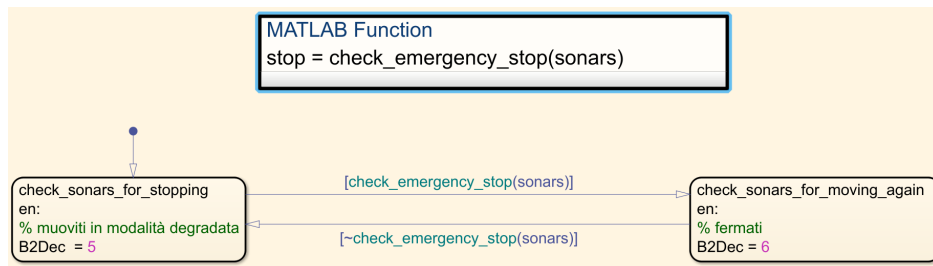 MATLAB Function
stop = check_emergency_stop(sonars)
check_sonars_for_stopping
en:
% muoviti in modalità degradata
B2Dec = 5
[check_emergency_stop(sonars)]
[~check_emergency_stop(sonars)]
check_sonars_for_moving_again
en:
% fermati
B2Dec = 6